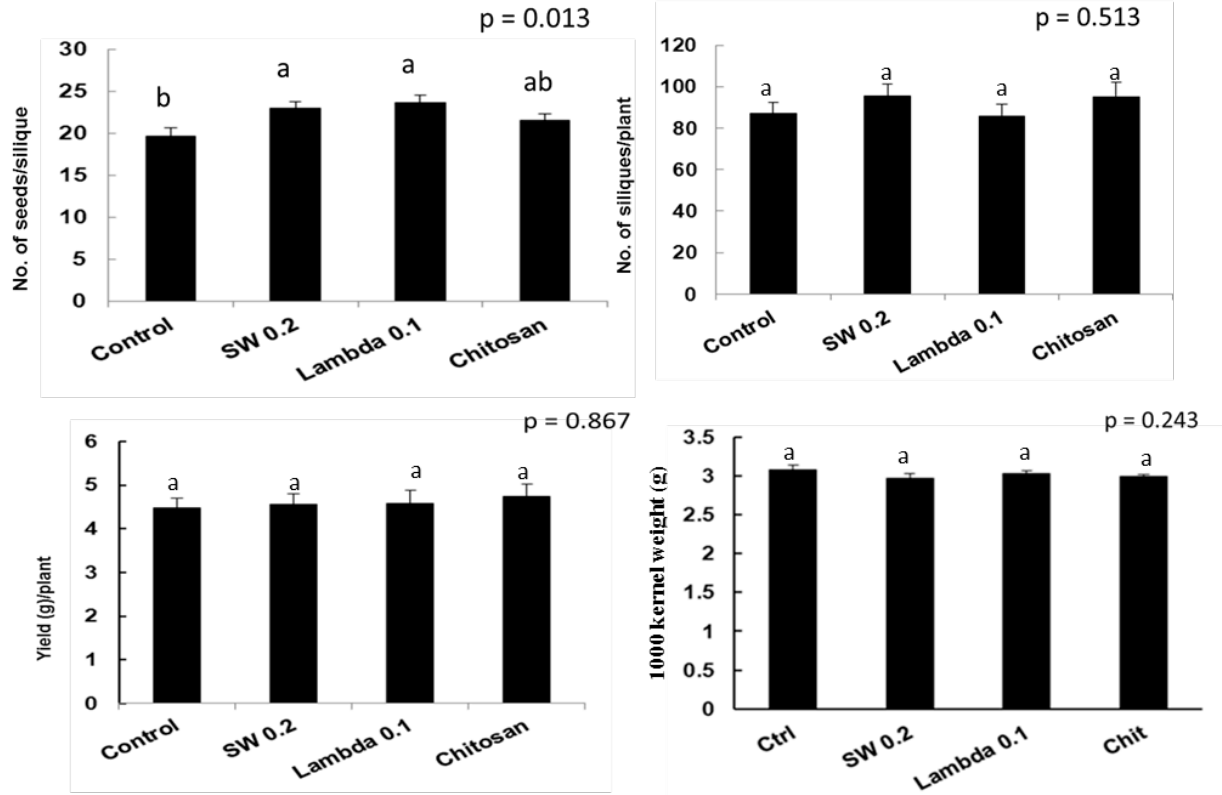 p = 0.013
30
25
20
15
10
5
0
No. of seeds/silique
b
a
a
ab
Control
SW 0.2
Lambda 0.1
Chitosan
p = 0.513
120
100
80
60
40
20
0
No. of siliques/plant
a
a
a
a
Control
SW 0.2
Lambda 0.1
Chitosan
p = 0.867
6
5
4
3
2
1
0
Yield (g)/plant
a
a
a
a
Control
SW 0.2
Lambda 0.1
Chitosan
p = 0.243
3.5
3
2.5
2
1.5
1
0.5
0
1000 kernel weight (g)
a
a
a
a
Ctrl
SW 0.2
Lambda 0.1
Chit